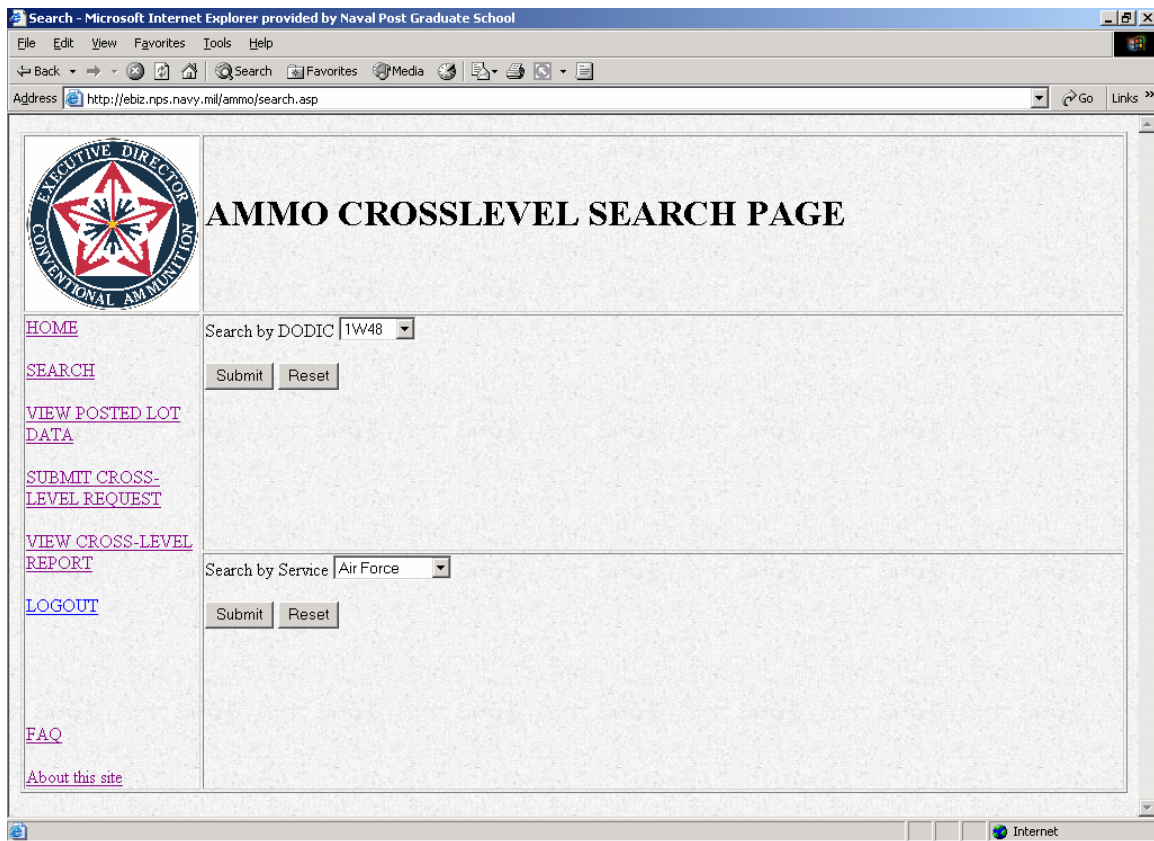 Search - Microsoft Internet Explorer provided by Naval Post Graduate School
File Edit View Favorites Tools Help
Back Search Favorites Media
Address http://ebiz.nps.navy.mil/ammo/search.asp Go Links »
EXECUTIVE DIRECTOR
CONVENTIONAL AMMUNITION
AMMO CROSSLEVEL SEARCH PAGE
HOME
SEARCH
VIEW POSTED LOT
DATA
SUBMIT CROSS-
LEVEL REQUEST
VIEW CROSS-LEVEL
REPORT
LOGOUT
FAQ
About this site
Search by DODIC 1W48
Submit Reset
Search by Service Air Force
Submit Reset
Internet